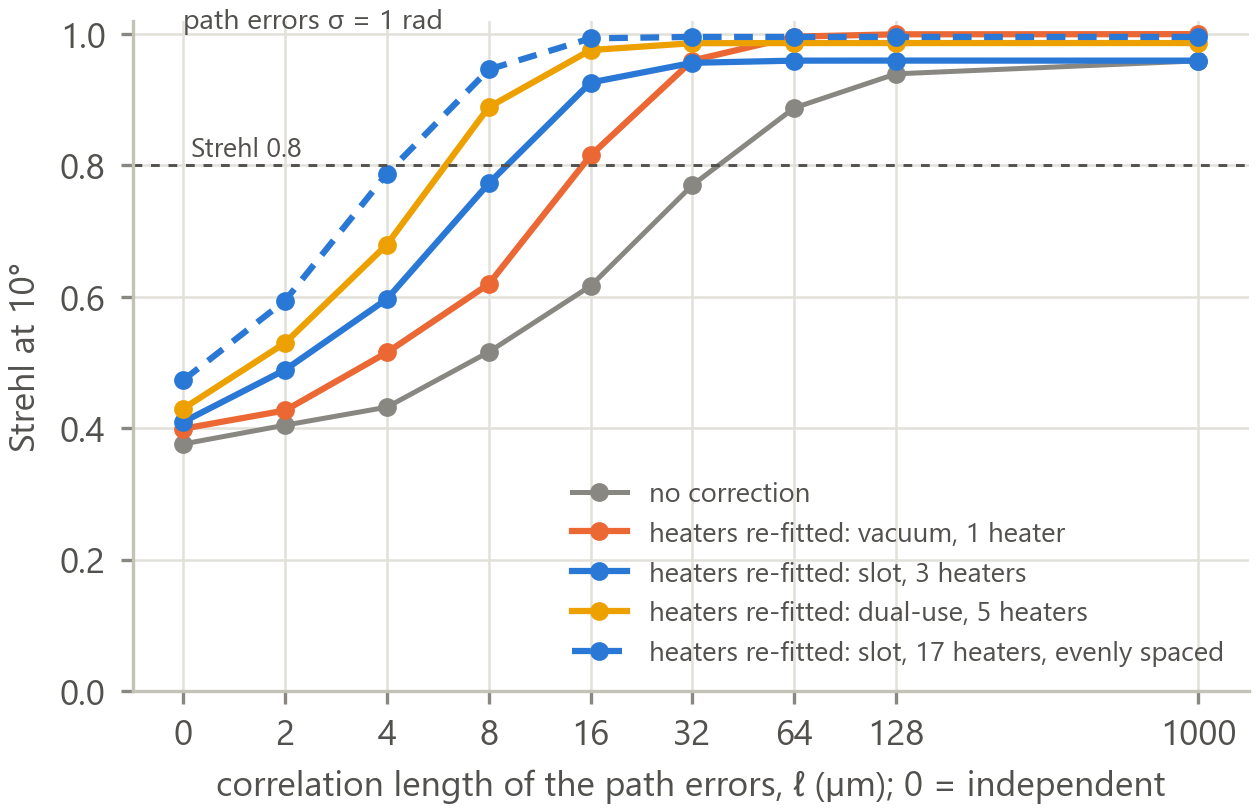 path errors σ = 1 rad
1.0
Strehl 0.8
0.8
0.6
0.4
0.2
0.0
Strehl at 10°
no correction
heaters re-fitted: vacuum, 1 heater
heaters re-fitted: slot, 3 heaters
heaters re-fitted: dual-use, 5 heaters
heaters re-fitted: slot, 17 heaters, evenly spaced
0 2 4 8 16 32 64 128 1000
correlation length of the path errors, ℓ (µm); 0 = independent